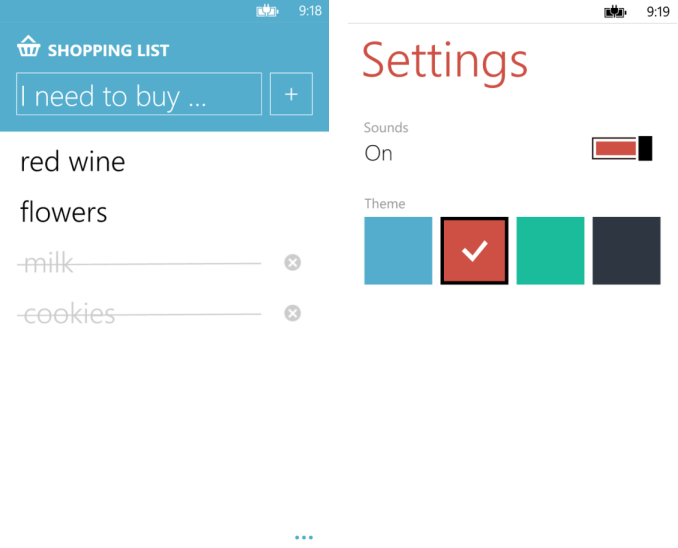 9:18
SHOPPING LIST
I need to buy ...
+
red wine
flowers
milk
cookies
9:19
Settings
Sounds
On
Theme